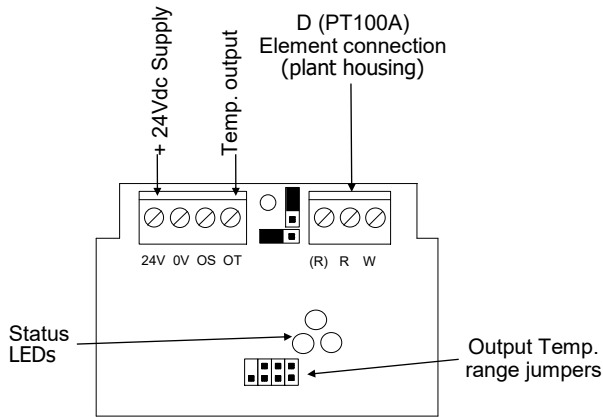 D (PT100A)
Element connection
(plant housing)
+ 24Vdc Supply
Temp. output
24V 0V OS OT
(R) R W
Status
LEDs
Output Temp.
range jumpers